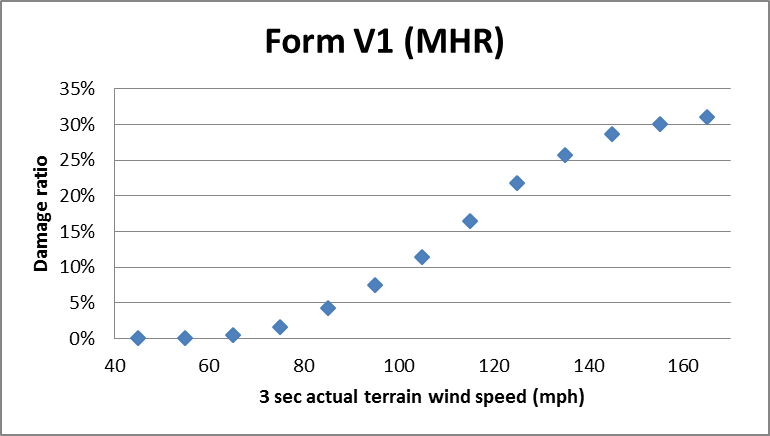 Form V1 (MHR)
35%
30%
25%
20%
15%
10%
5%
0%
Damage ratio
40 60 80 100 120 140 160
3 sec actual terrain wind speed (mph)